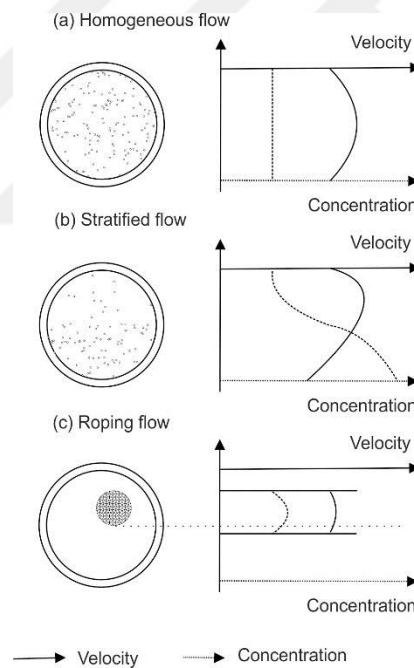 (a) Homogeneous flow
Velocity
Concentration
(b) Stratified flow
Velocity
Concentration
(c) Roping flow
Velocity
Concentration
Velocity
Concentration